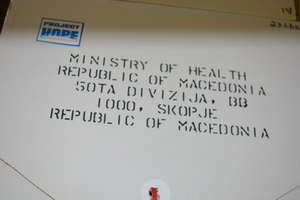 PROJECT
HOPE
MINISTRY OF HEALTH
REPUBLIC OF MACEDONIA
50TA DIVIZIJA, BB
1000, SKOPJE
REPUBLIC OF MACEDONIA